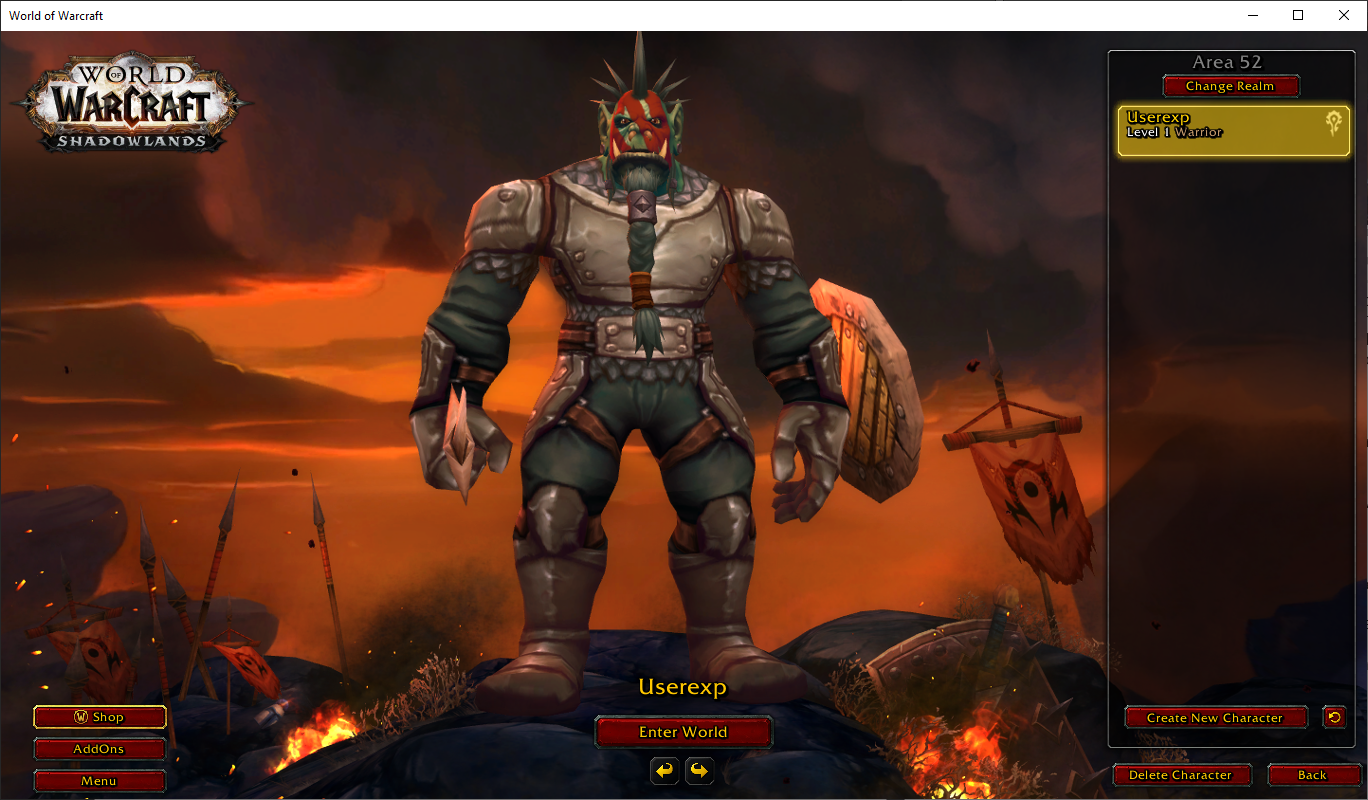 World of Warcraft
WORLD OF
WARCRAFT
SHADOWLANDS
Area 52
Change Realm
Userexp
Level 1 Warrior
Userexp
Enter World
Shop
AddOns
Menu
Create New Character
Delete Character
Back